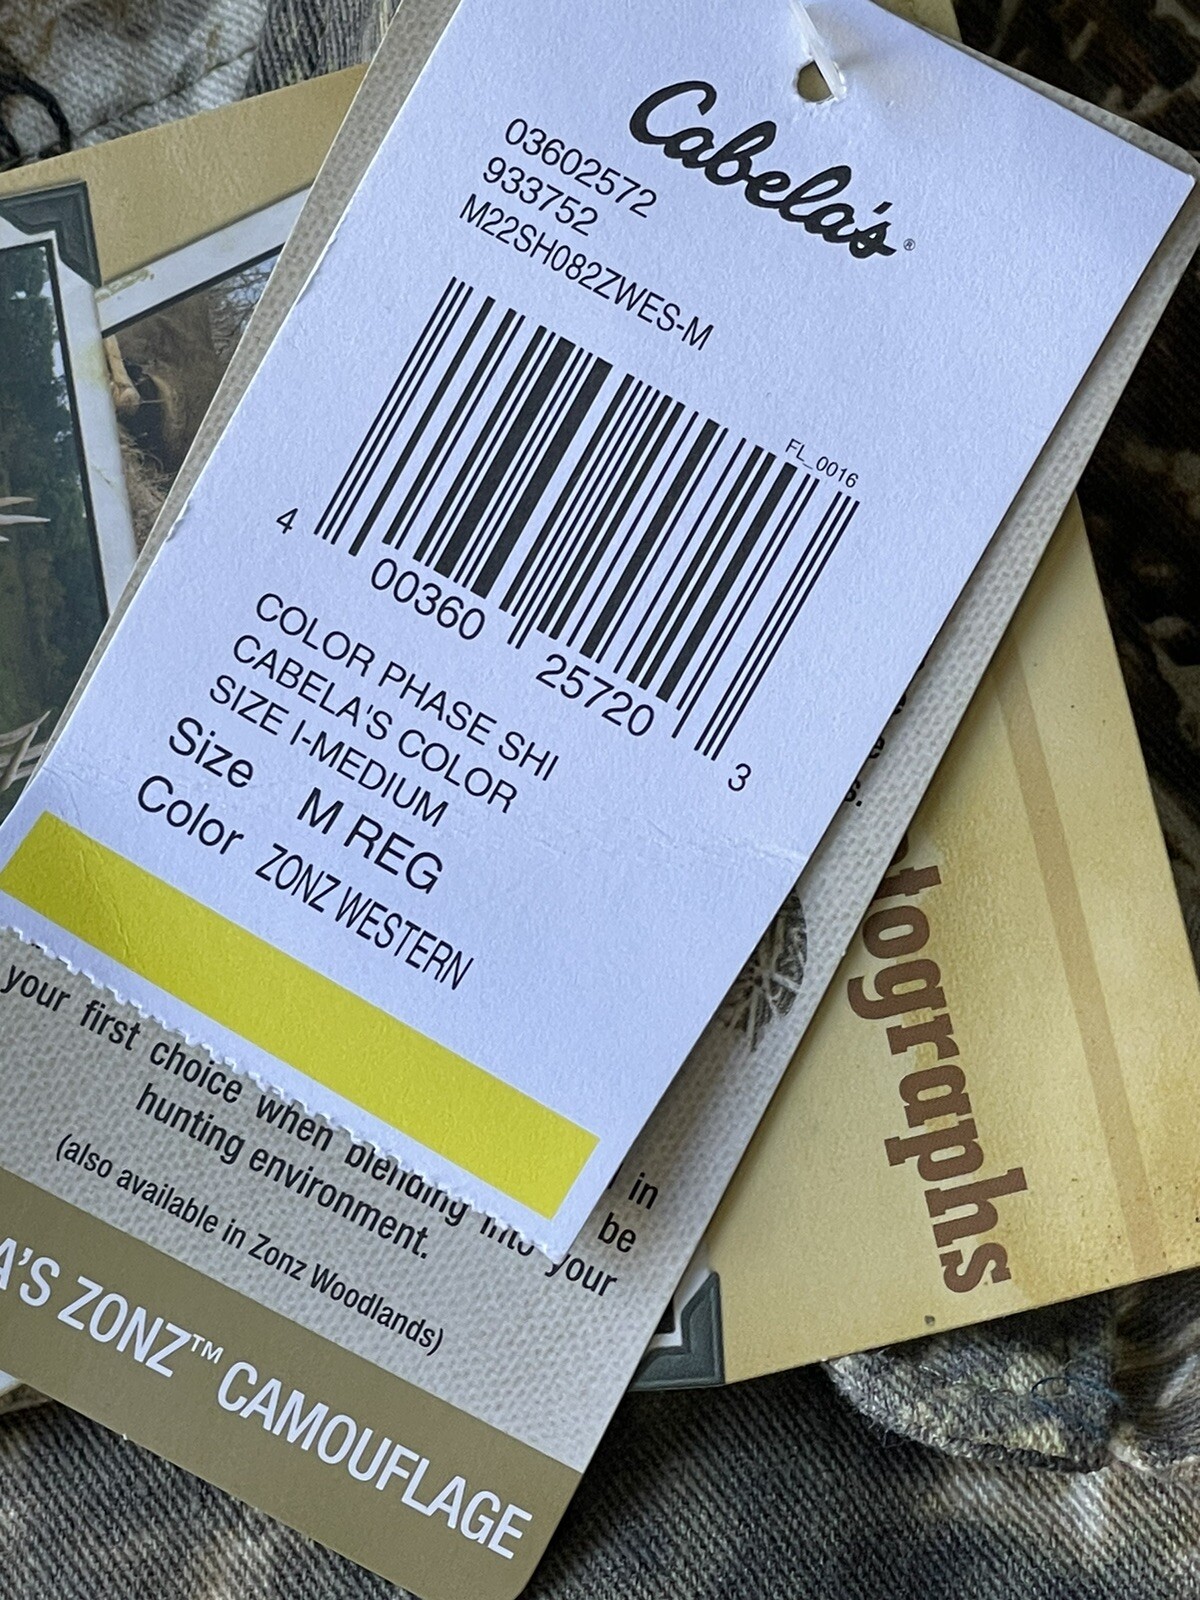 Cabela's®
03602572
933752
M22SH082ZWES-M
FL_0016
4 00360 25720 3
COLOR PHASE SHI
CABELA'S COLOR
SIZE I-MEDIUM
Size M REG
Color ZONZ WESTERN
in
be
your first choice when blending into your
hunting environment.
(also available in Zonz Woodlands)
A'S ZONZ™ CAMOUFLAGE
tographs